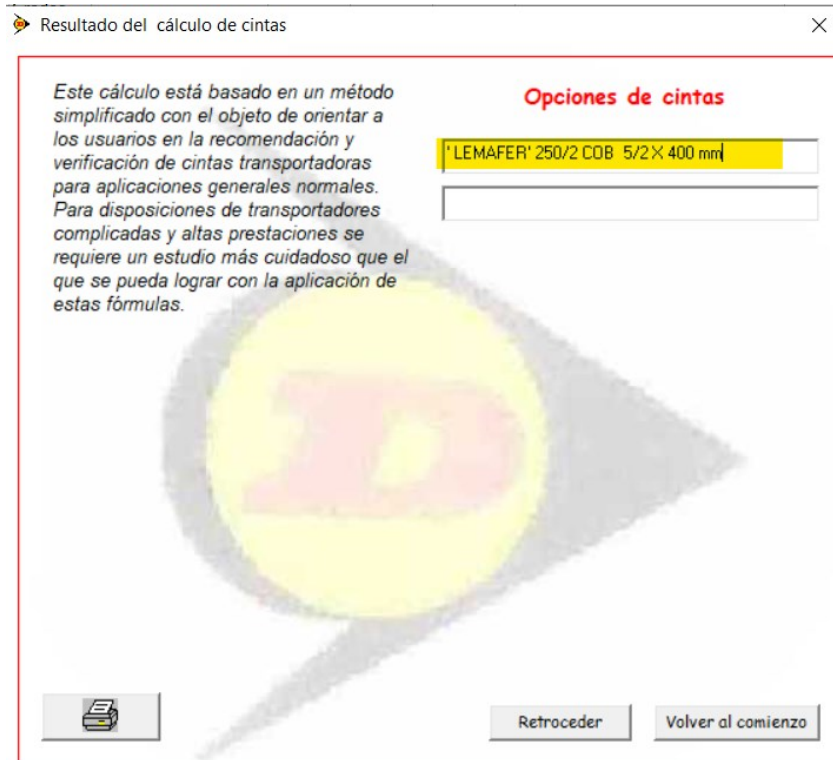 Resultado del  cálculo de cintas
Este cálculo está basado en un método
simplificado con el objeto de orientar a
los usuarios en la recomendación y
verificación de cintas transportadoras
para aplicaciones generales normales.
Para disposiciones de transportadores
complicadas y altas prestaciones se
requiere un estudio más cuidadoso que el
que se pueda lograr con la aplicación de
estas fórmulas.
Opciones de cintas
' LEMAFER' 250/2 COB  5/2 X 400 mm
D
Retroceder
Volver al comienzo